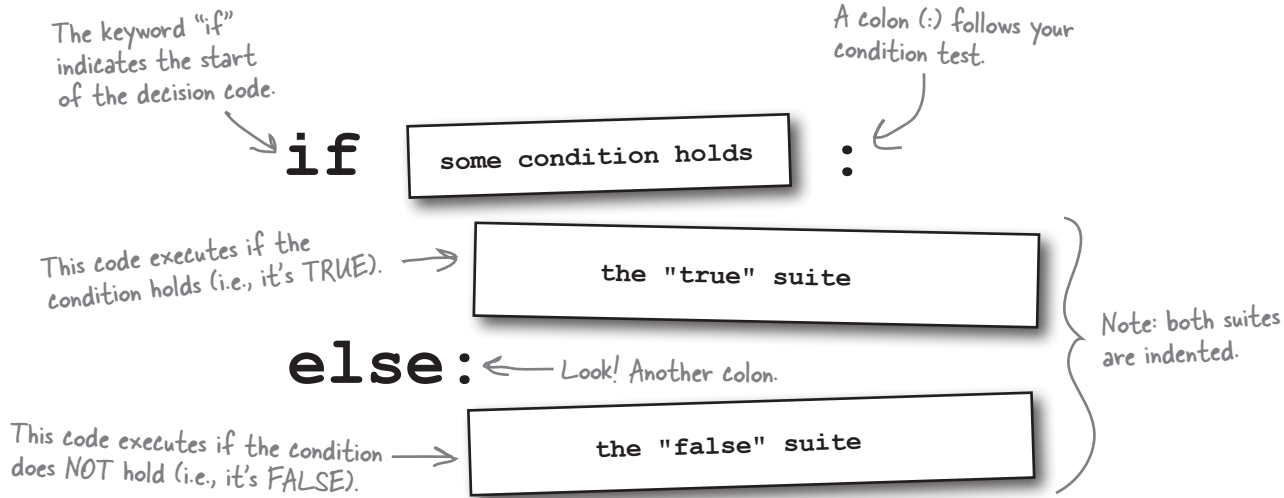 The keyword "if"
indicates the start
of the decision code.
A colon (:) follows your
condition test.
if some condition holds :
This code executes if the
condition holds (i.e., it's TRUE).
the "true" suite
Note: both suites
are indented.
else:
Look! Another colon.
This code executes if the condition
does NOT hold (i.e., it's FALSE).
the "false" suite